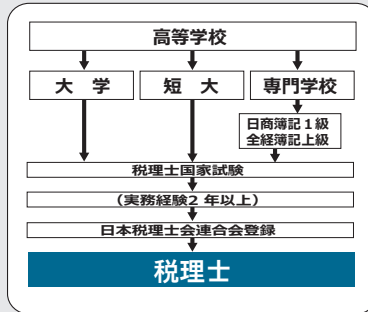 高等学校
大 学 短 大 専門学校
日商簿記1級
全経簿記上級
税理士国家試験
(実務経験2 年以上)
日本税理士会連合会登録
税理士